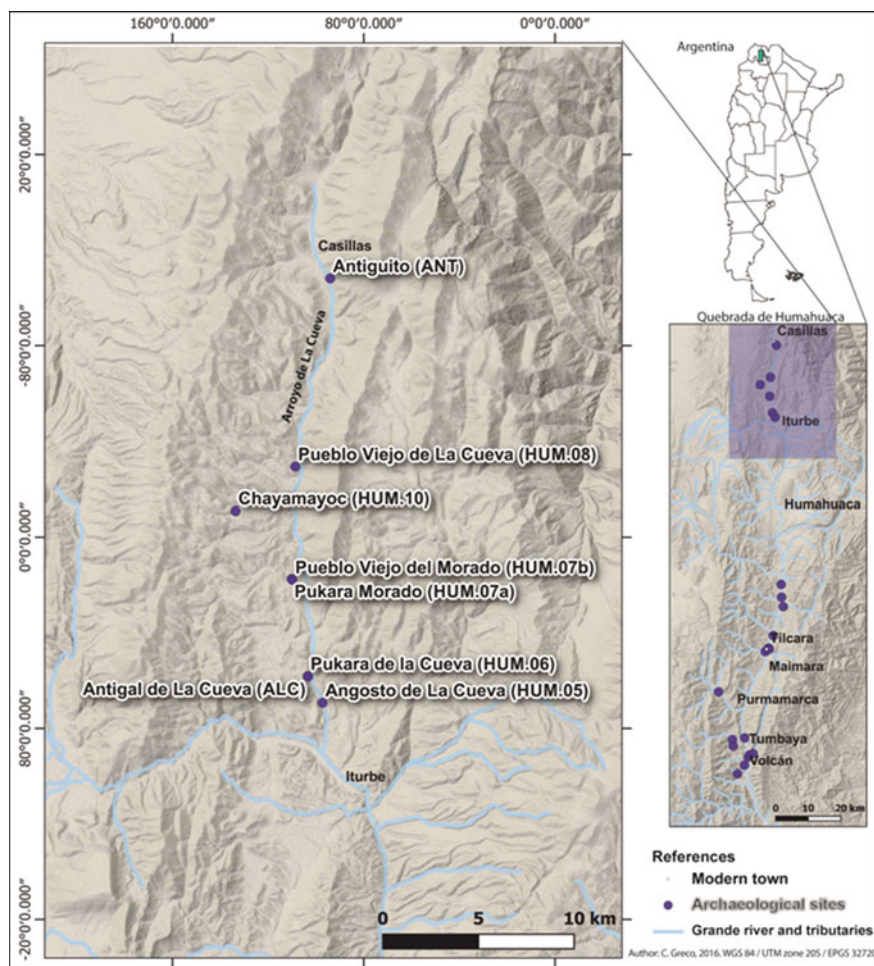 160°0'0.000"
80°0'0.000"
0°0'0.000"
20°0'0.000"
-80°0'0.000"
0°0'0.000"
80°0'0.000"
-20°0'0.000"
Casillas
Antiguito (ANT)
Arroyo de La Cueva
Pueblo Viejo de La Cueva (HUM.08)
Chayamayoc (HUM.10)
Pueblo Viejo del Morado (HUM.07b)
Pukara Morado (HUM.07a)
Pukara de la Cueva (HUM.06)
Antigal de La Cueva (ALC)
Angosto de La Cueva (HUM.05)
Iturbe
0 5 10 km
Argentina
Quebrada de Humahuaca
Casillas
Iturbe
Humahuaca
Tilcara
Maimara
Purmamarca
Tumbaya
Volcán
0 10 20 km
References
Modern town
Archaeological sites
Grande river and tributaries
Author: C. Greco, 2016. WGS 84 / UTM zone 20S / EPGS 32720